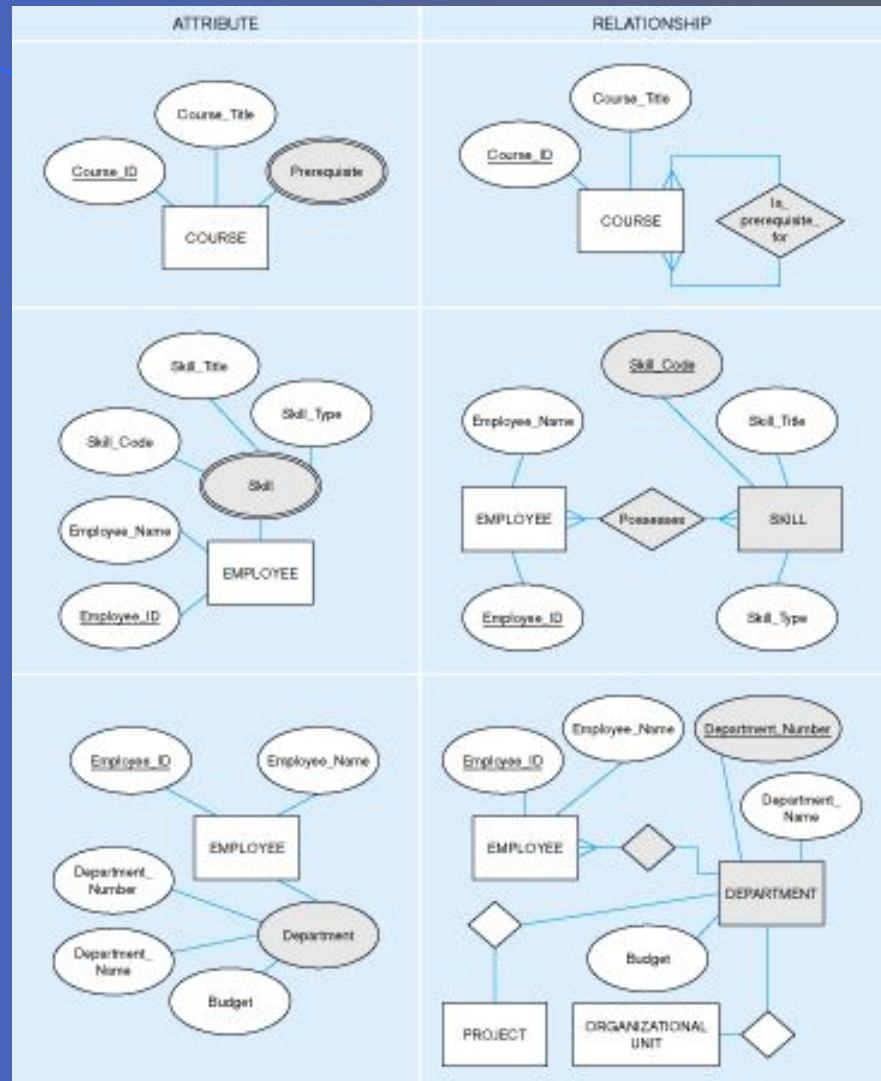 ATTRIBUTE
RELATIONSHIP
Course_Title
Course_ID
Prerequisite
COURSE
Course_Title
Course_ID
COURSE
Is_
prerequisite_
for
Skill_Title
Skill_Type
Skill_Code
Skill
Employee_Name
EMPLOYEE
Employee_ID
Skill_Code
Employee_Name
Skill_Title
EMPLOYEE
Possesses
SKILL
Employee_ID
Skill_Type
Employee_ID
Employee_Name
EMPLOYEE
Department_
Number
Department
Department_
Name
Budget
Employee_Name
Department_Number
Employee_ID
Department_
Name
EMPLOYEE
DEPARTMENT
Budget
PROJECT
ORGANIZATIONAL
UNIT